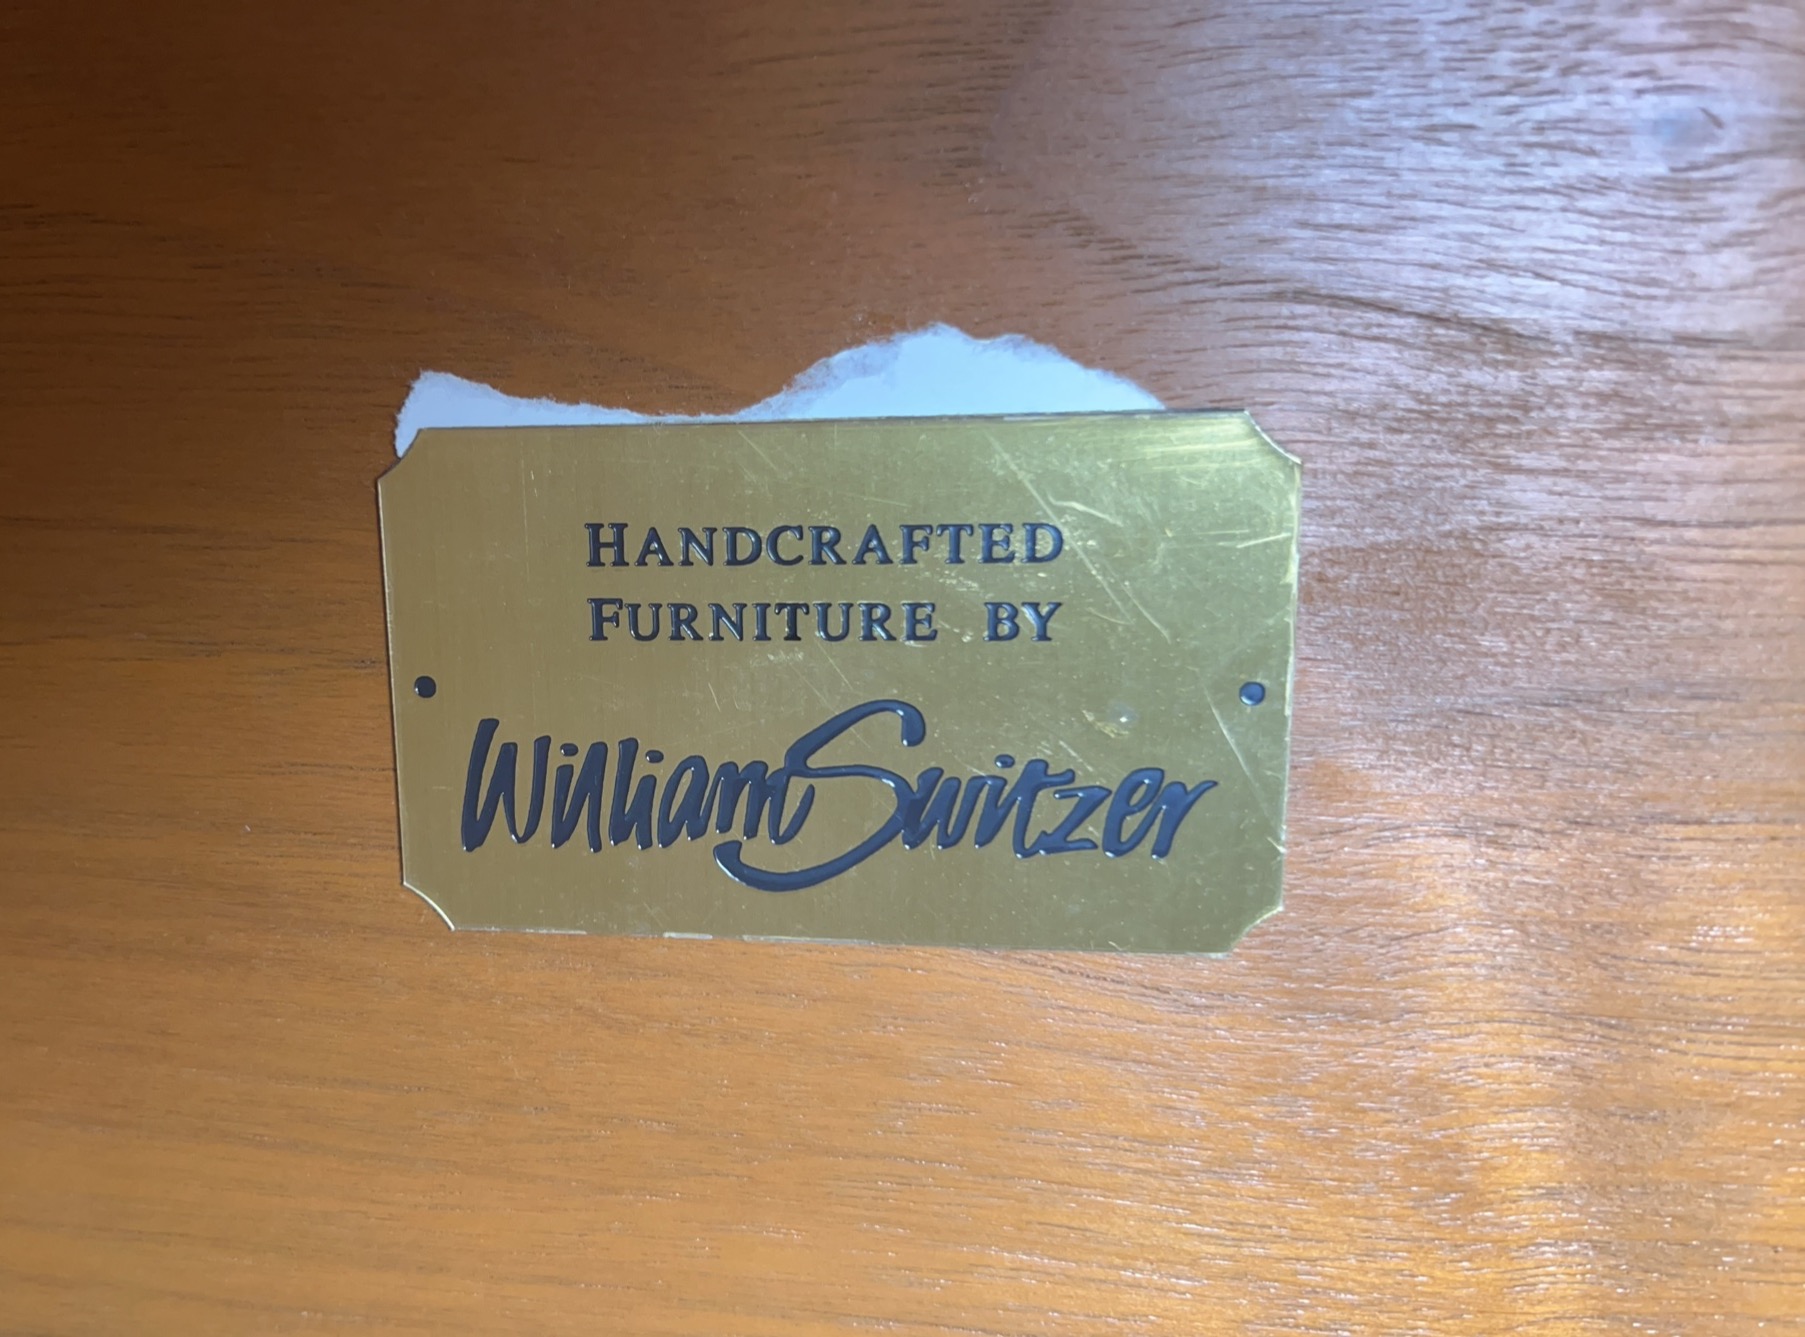 HANDCRAFTED
FURNITURE BY
William Switzer